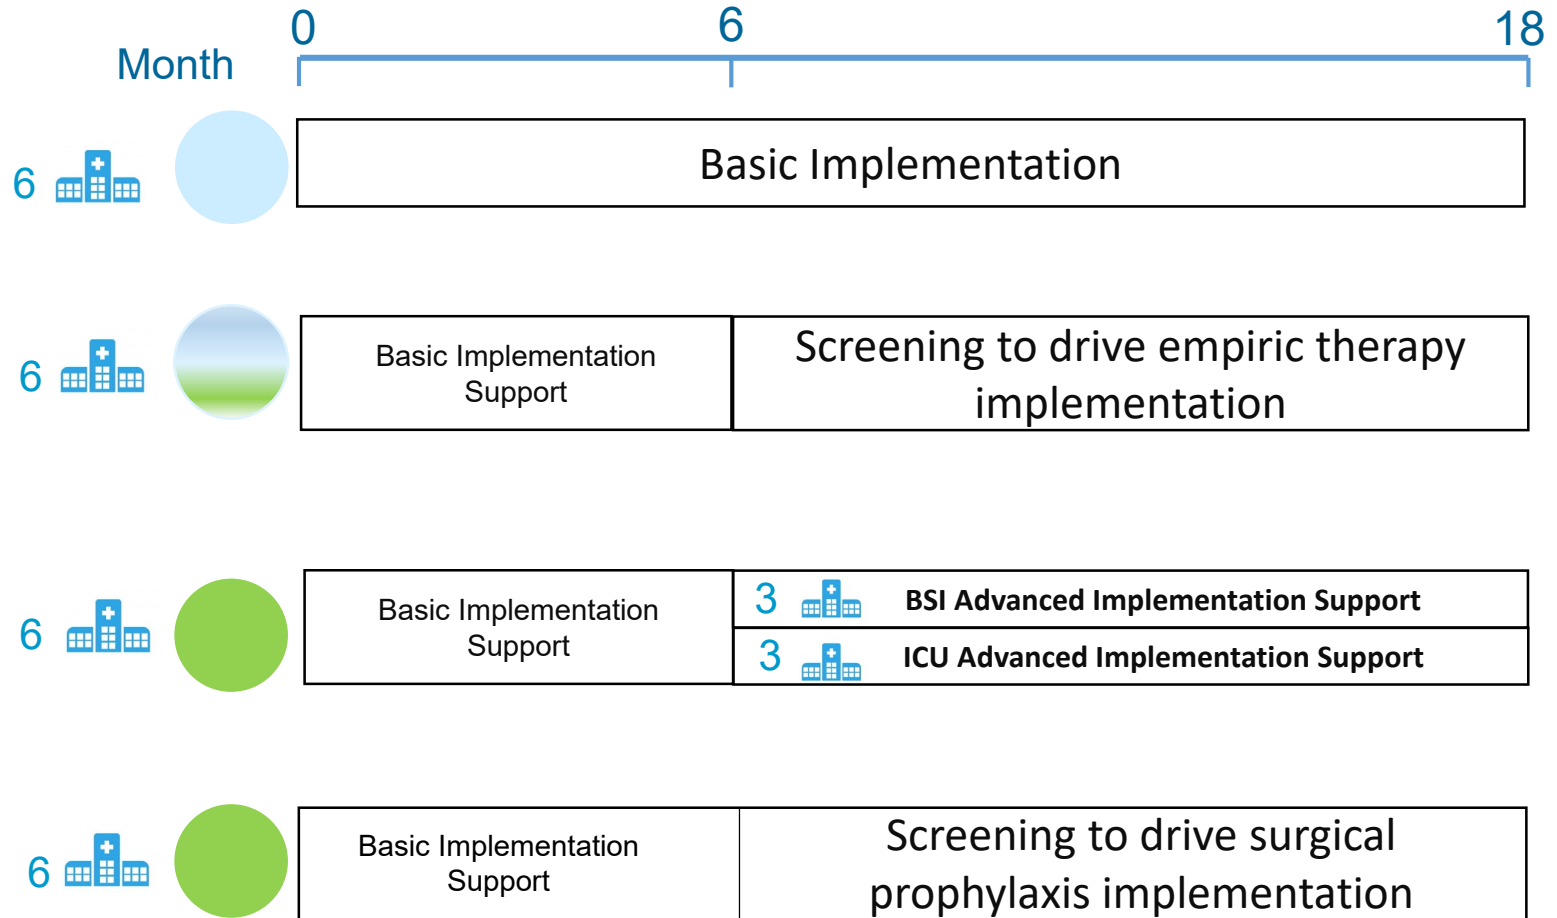 0
6
18
Month
6
Basic Implementation
6
Basic Implementation
Support
Screening to drive empiric therapy
implementation
6
Basic Implementation
Support
3
BSI Advanced Implementation Support
3
ICU Advanced Implementation Support
6
Basic Implementation
Support
Screening to drive surgical
prophylaxis implementation